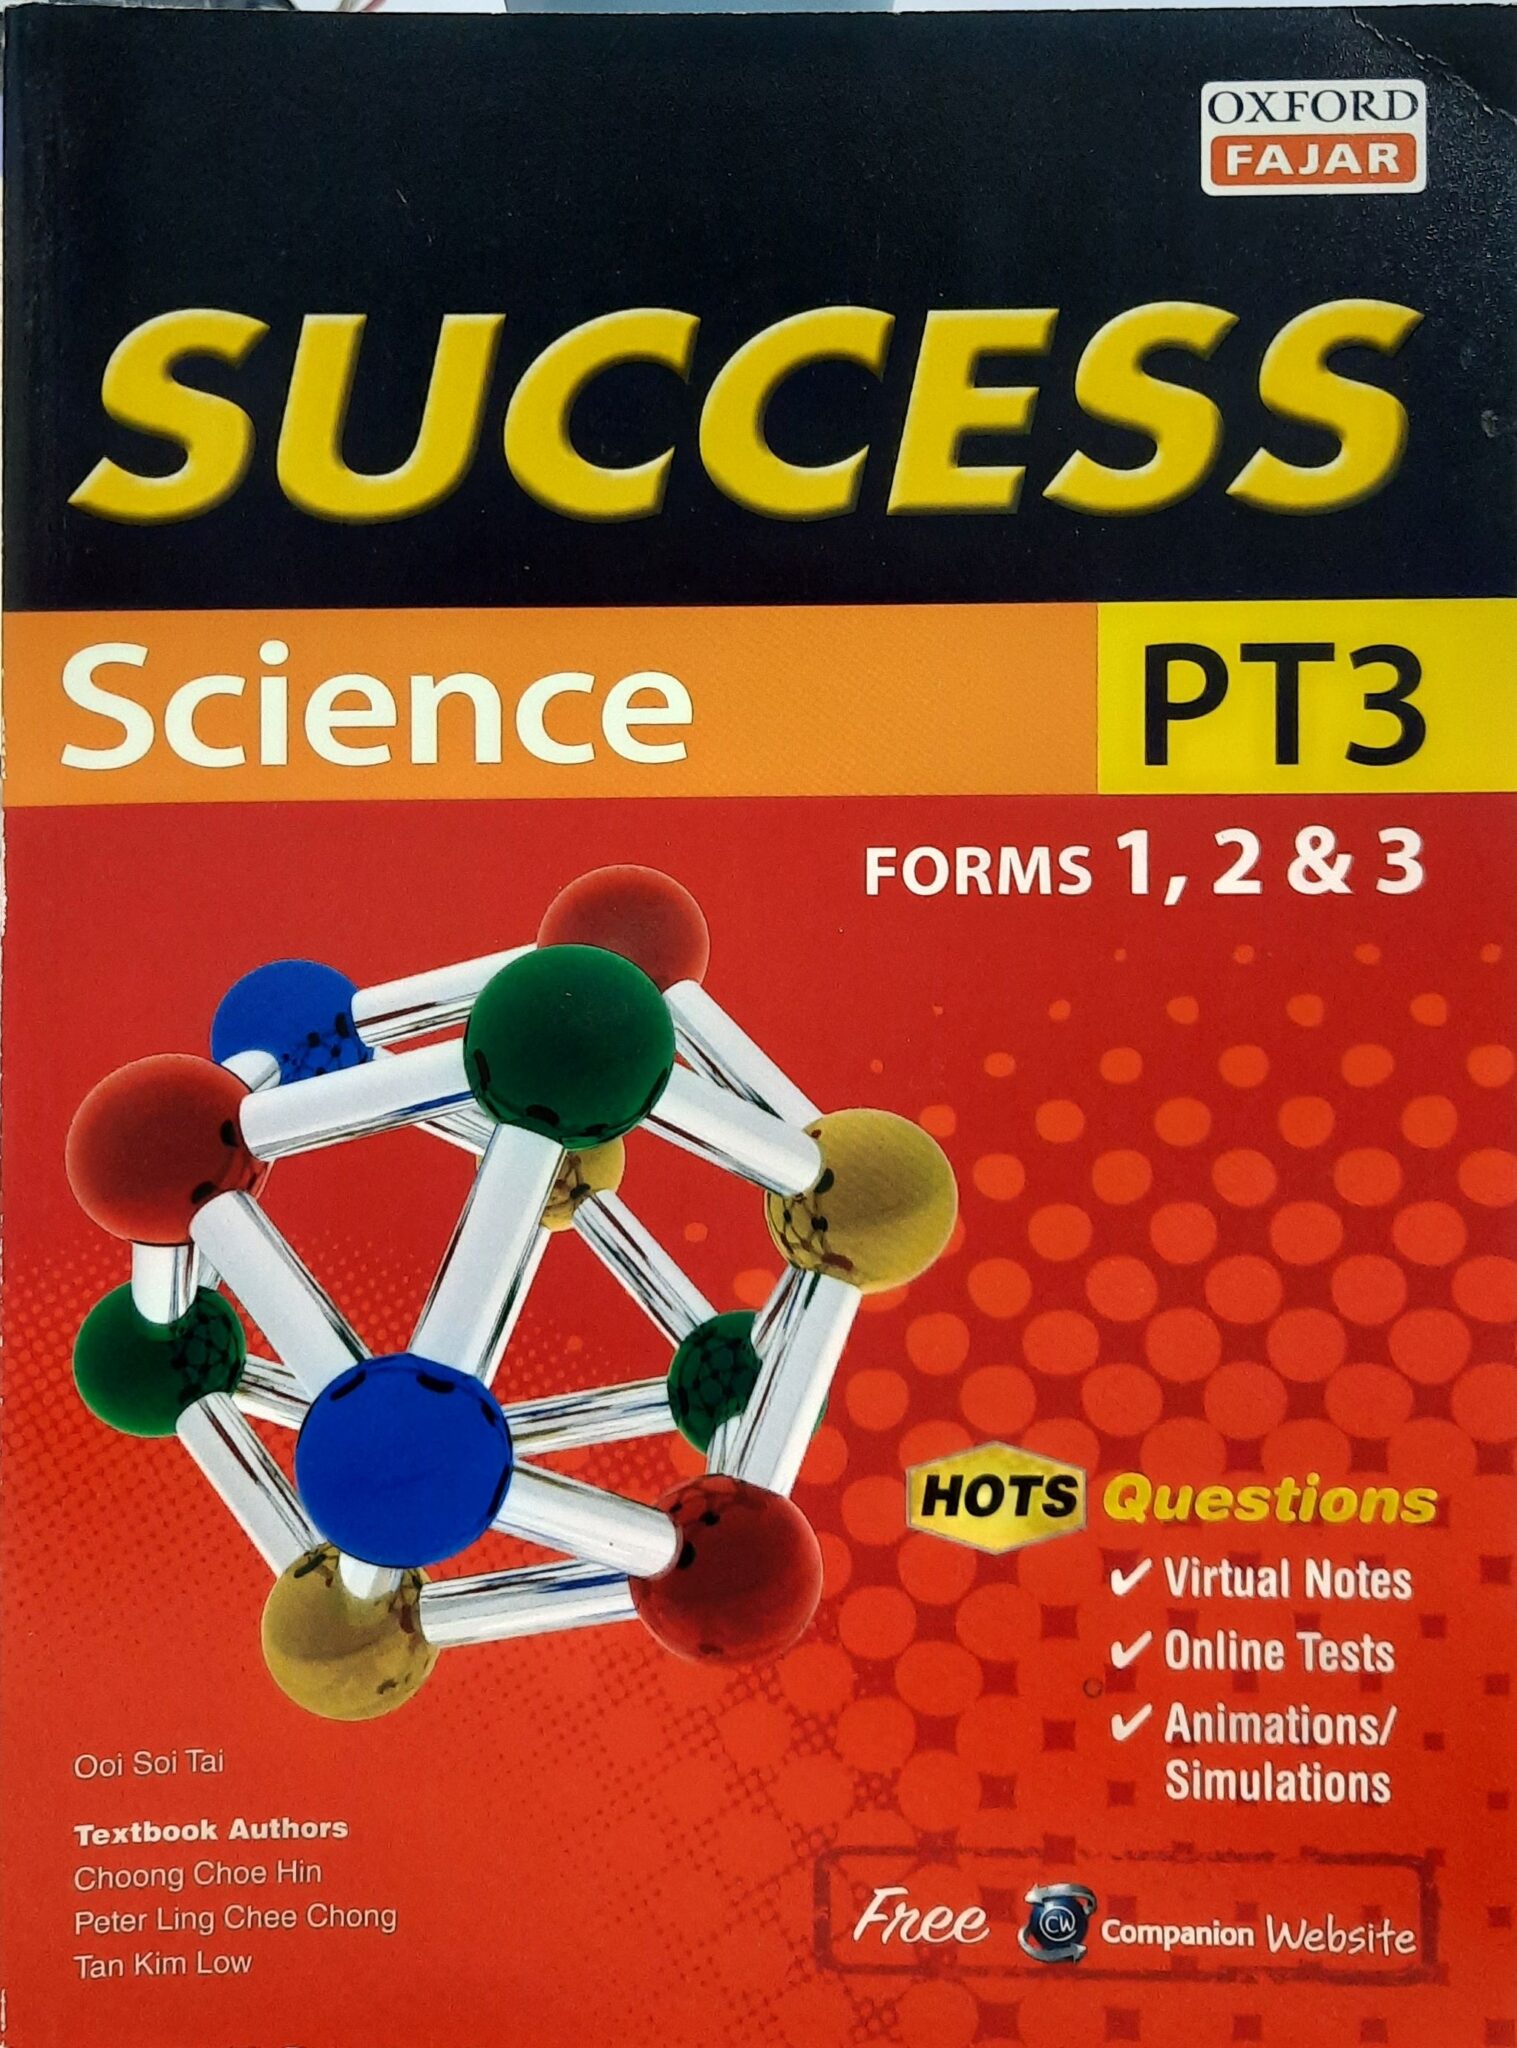 OXFORD
FAJAR
SUCCESS
Science
PT3
FORMS 1, 2 & 3
HOTS Questions
✓ Virtual Notes
✓ Online Tests
✓ Animations/
Simulations
Ooi Soi Tai
Textbook Authors
Choong Choe Hin
Peter Ling Chee Chong
Tan Kim Low
Free CW Companion Website